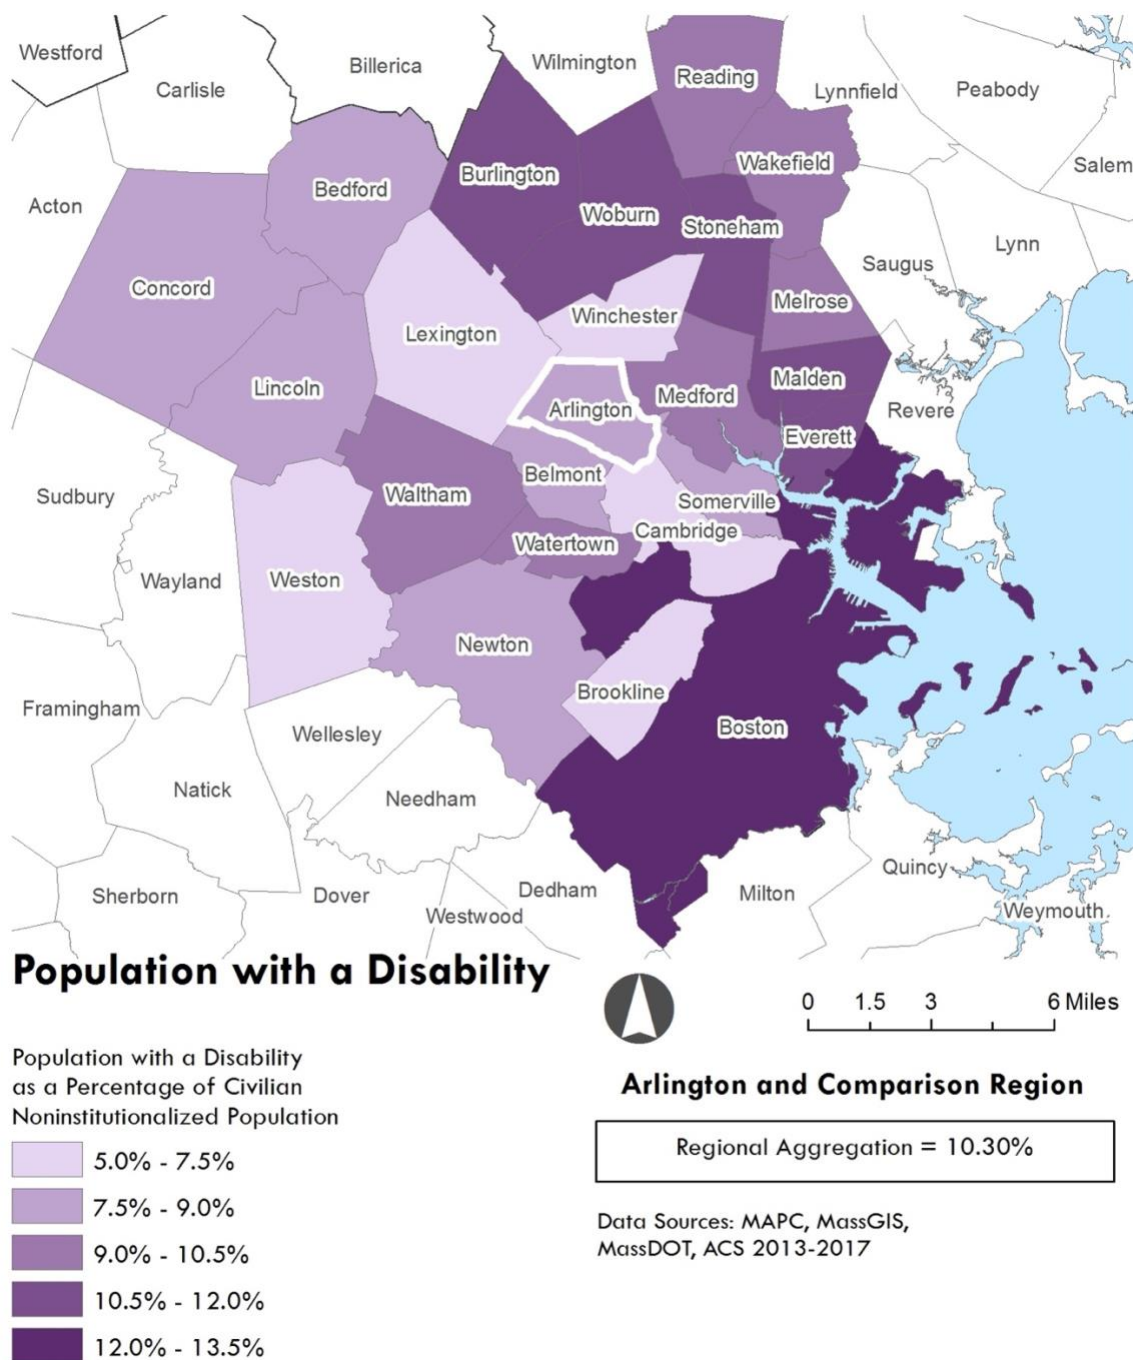 Westford
Carlisle
Billerica
Wilmington
Reading
Lynnfield
Peabody
Salem
Acton
Bedford
Burlington
Woburn
Stoneham
Wakefield
Saugus
Lynn
Concord
Lexington
Winchester
Melrose
Lincoln
Arlington
Medford
Malden
Revere
Everett
Sudbury
Waltham
Belmont
Somerville
Cambridge
Watertown
Wayland
Weston
Newton
Brookline
Boston
Framingham
Wellesley
Natick
Needham
Sherborn
Dover
Westwood
Dedham
Milton
Quincy
Weymouth
Population with a Disability
0 1.5 3 6 Miles
Population with a Disability
as a Percentage of Civilian
Noninstitutionalized Population
5.0% - 7.5%
7.5% - 9.0%
9.0% - 10.5%
10.5% - 12.0%
12.0% - 13.5%
Arlington and Comparison Region
Regional Aggregation = 10.30%
Data Sources: MAPC, MassGIS,
MassDOT, ACS 2013-2017